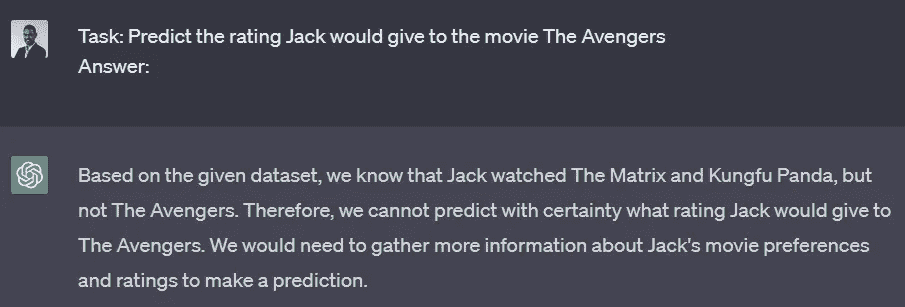 Task: Predict the rating Jack would give to the movie The Avengers
Answer:
Based on the given dataset, we know that Jack watched The Matrix and Kungfu Panda, but
not The Avengers. Therefore, we cannot predict with certainty what rating Jack would give to
The Avengers. We would need to gather more information about Jack's movie preferences
and ratings to make a prediction.